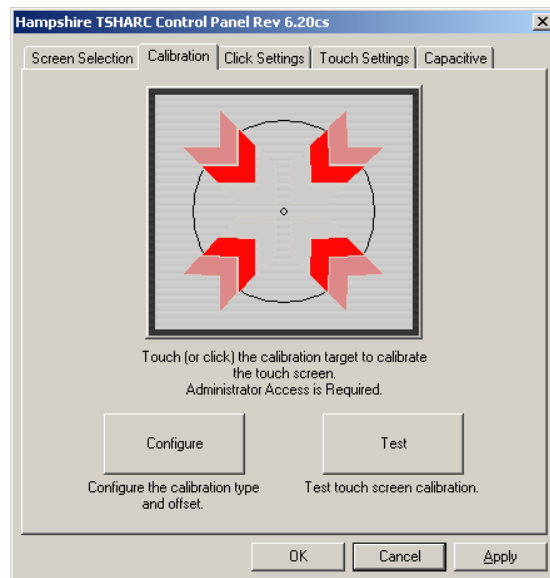 Hampshire TSHARC Control Panel Rev 6.20cs
Screen Selection Calibration Click Settings Touch Settings Capacitive
Touch (or click) the calibration target to calibrate
the touch screen.
Administrator Access is Required.
Configure Test
Configure the calibration type Test touch screen calibration.
and offset.
OK Cancel Apply